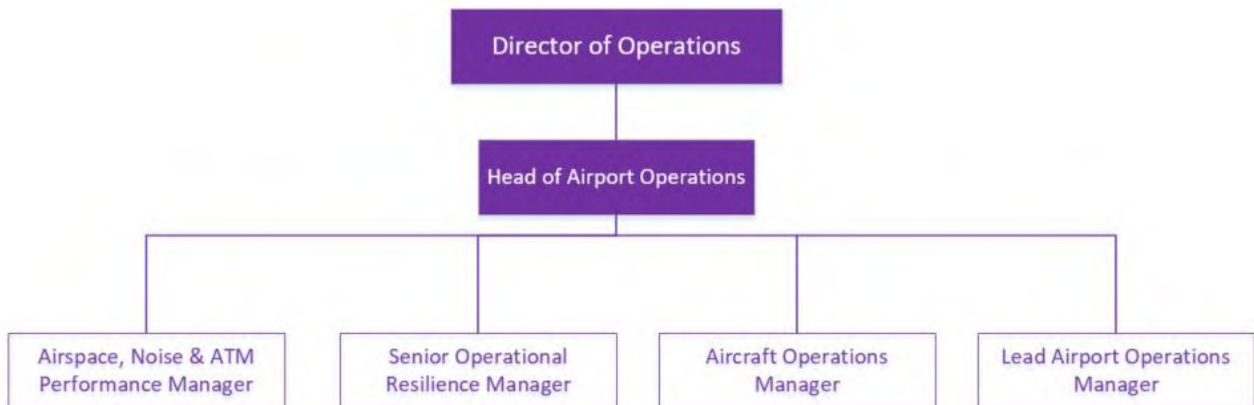 Director of Operations
Head of Airport Operations
Airspace, Noise & ATM
Performance Manager
Senior Operational
Resilience Manager
Aircraft Operations
Manager
Lead Airport Operations
Manager